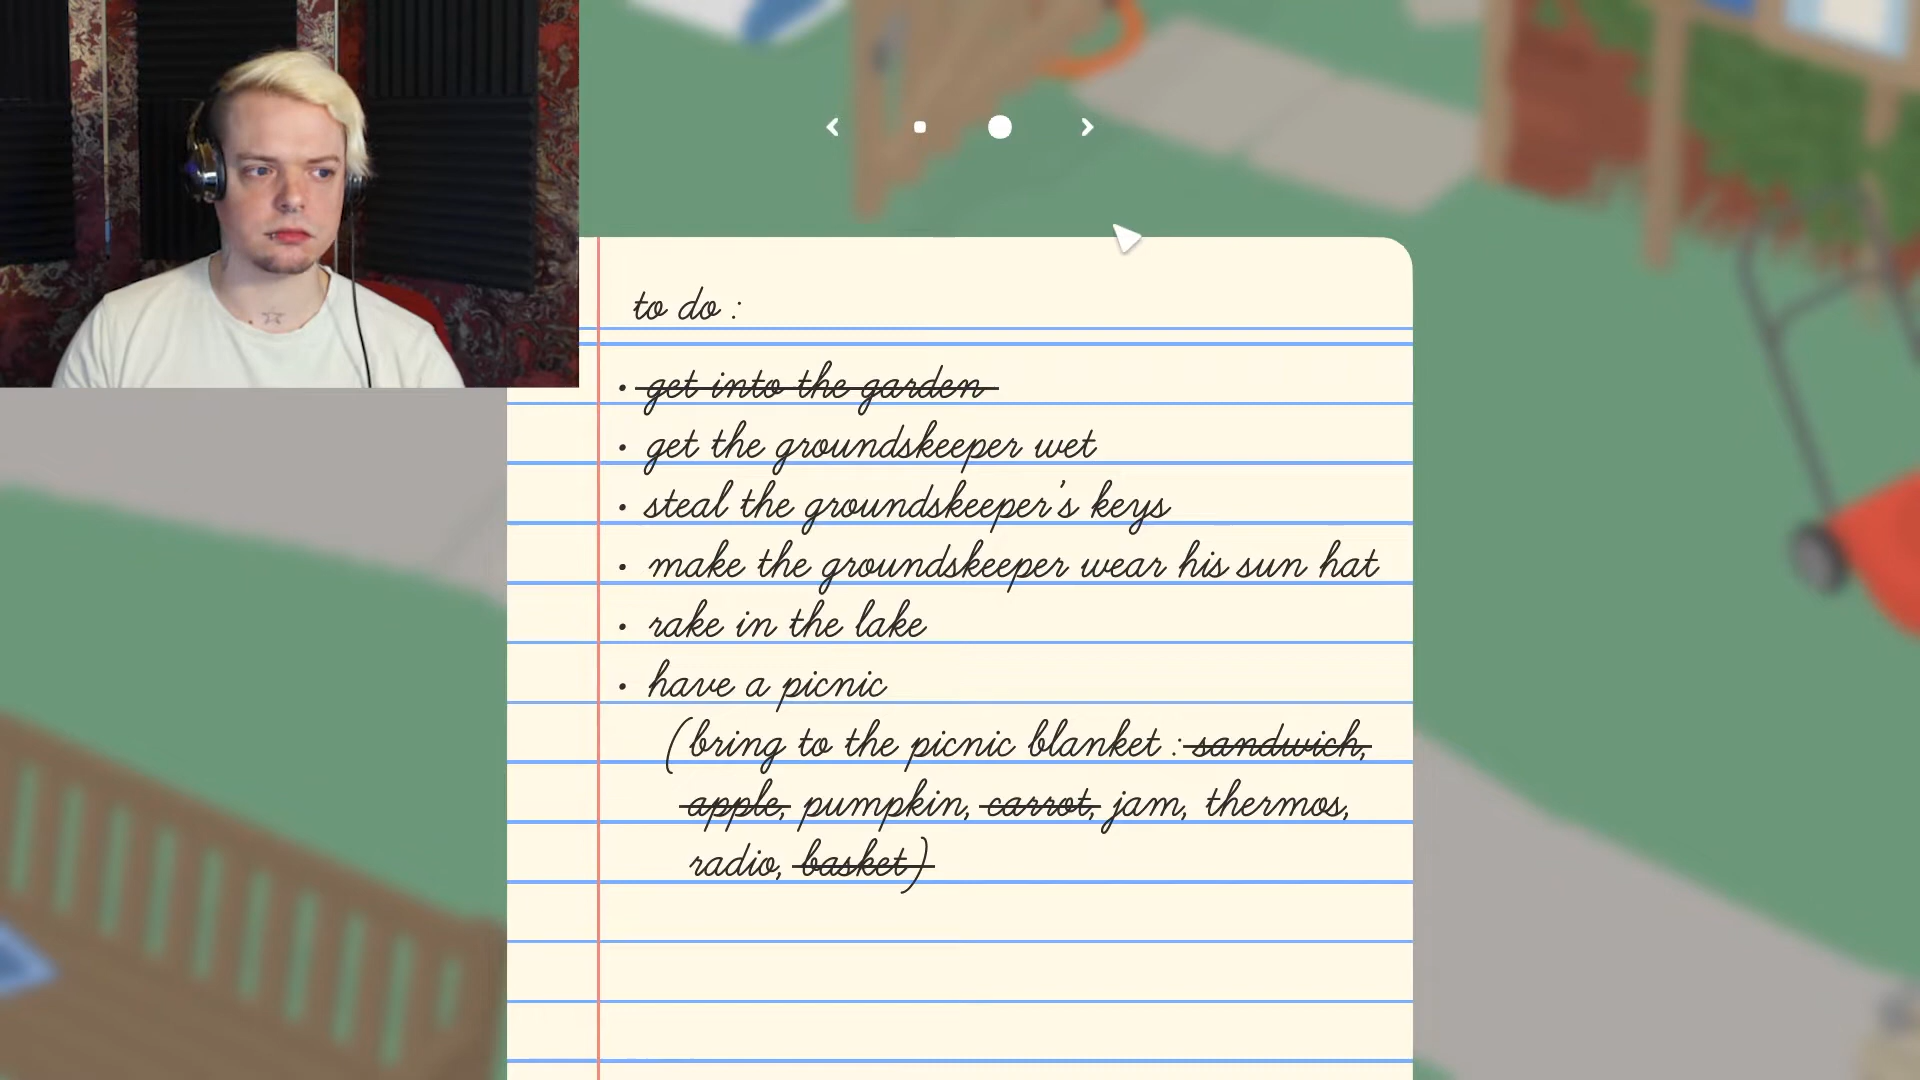 to do :
• get into the garden
• get the groundskeeper wet
• steal the groundskeeper's keys
• make the groundskeeper wear his sun hat
• rake in the lake
• have a picnic
(bring to the picnic blanket : sandwich,
apple, pumpkin, carrot, jam, thermos,
radio, basket)